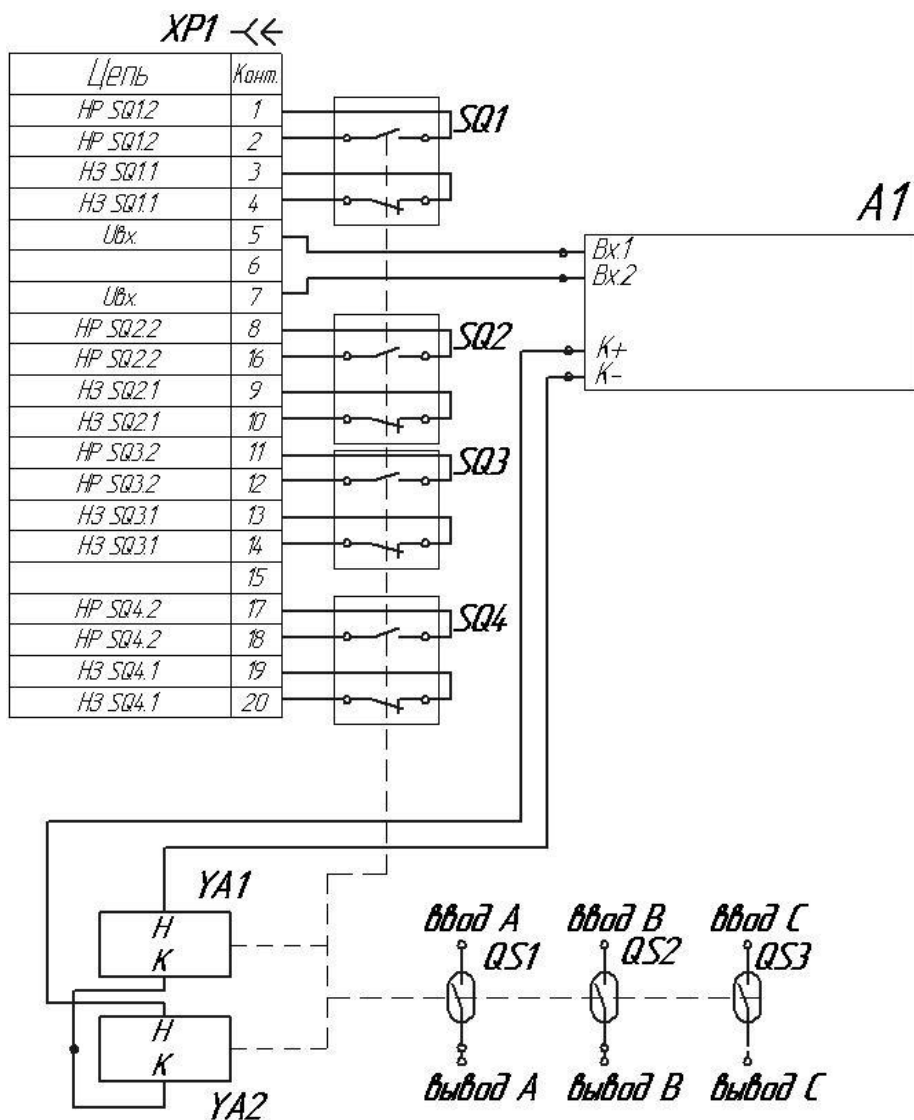 XP1
Цепь Конт.
НР SQ1.2 1
НР SQ1.2 2
НЗ SQ1.1 3
НЗ SQ1.1 4
Uвх. 5
6
Uвх. 7
НР SQ2.2 8
НР SQ2.2 16
НЗ SQ2.1 9
НЗ SQ2.1 10
НР SQ3.2 11
НР SQ3.2 12
НЗ SQ3.1 13
НЗ SQ3.1 14
15
НР SQ4.2 17
НР SQ4.2 18
НЗ SQ4.1 19
НЗ SQ4.1 20
SQ1
SQ2
SQ3
SQ4
A1
Вх.1
Вх.2
К+
К-
YA1
Н
К
Н
К
YA2
ввод А ввод В ввод С
QS1 QS2 QS3
вывод А вывод В вывод С